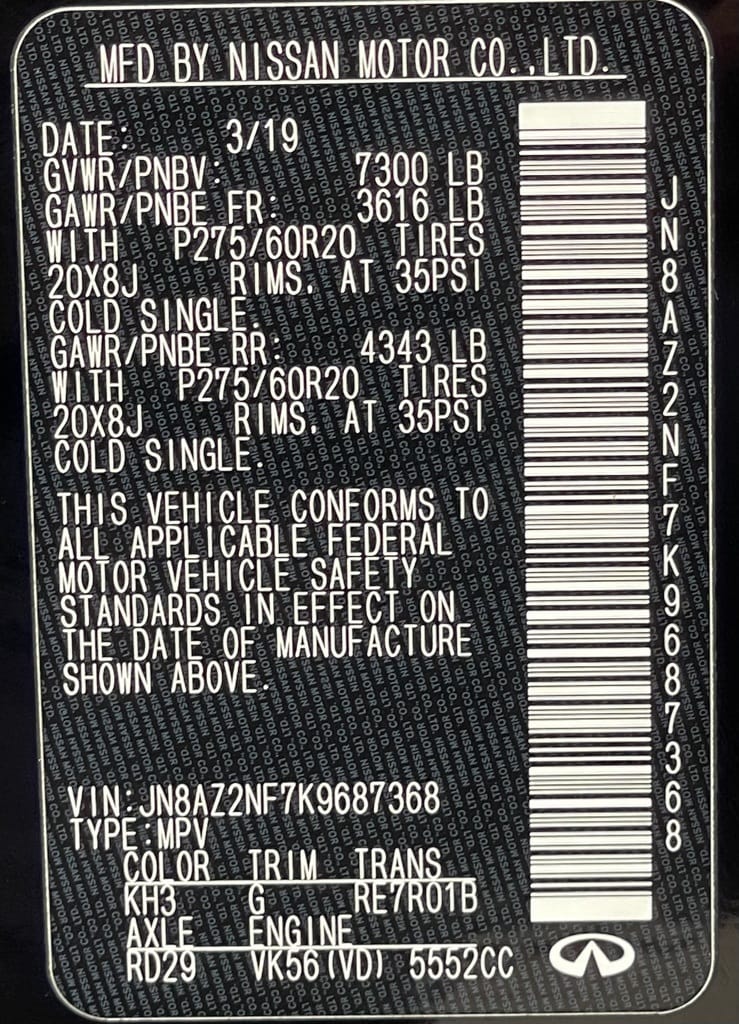 MFD BY NISSAN MOTOR CO.,LTD.
DATE: 3/19
GVWR/PNBV: 7300 LB
GAWR/PNBE FR: 3616 LB
WITH P275/60R20 TIRES
20X8J RIMS. AT 35PSI
COLD SINGLE.
GAWR/PNBE RR: 4343 LB
WITH P275/60R20 TIRES
20X8J RIMS. AT 35PSI
COLD SINGLE.
THIS VEHICLE CONFORMS TO
ALL APPLICABLE FEDERAL
MOTOR VEHICLE SAFETY
STANDARDS IN EFFECT ON
THE DATE OF MANUFACTURE
SHOWN ABOVE.
VIN:JN8AZ2NF7K9687368
TYPE:MPV
COLOR TRIM TRANS
KH3 G RE7R01B
AXLE ENGINE
RD29 VK56(VD) 5552CC
JN8AZ2NF7K9687368
NISSAN MOTOR CO., LTD.